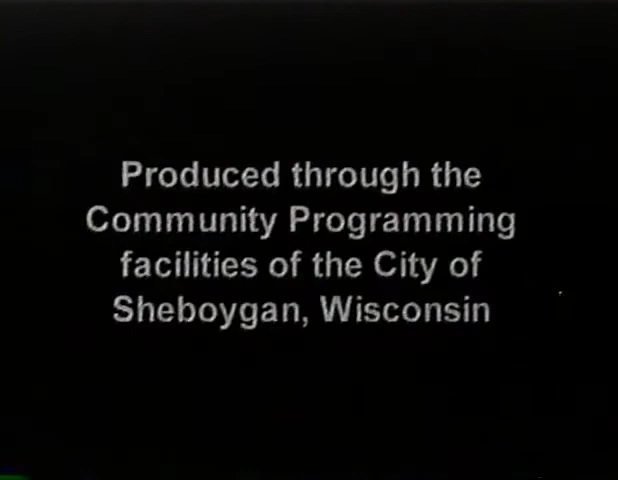 Produced through the
Community Programming
facilities of the City of
Sheboygan, Wisconsin